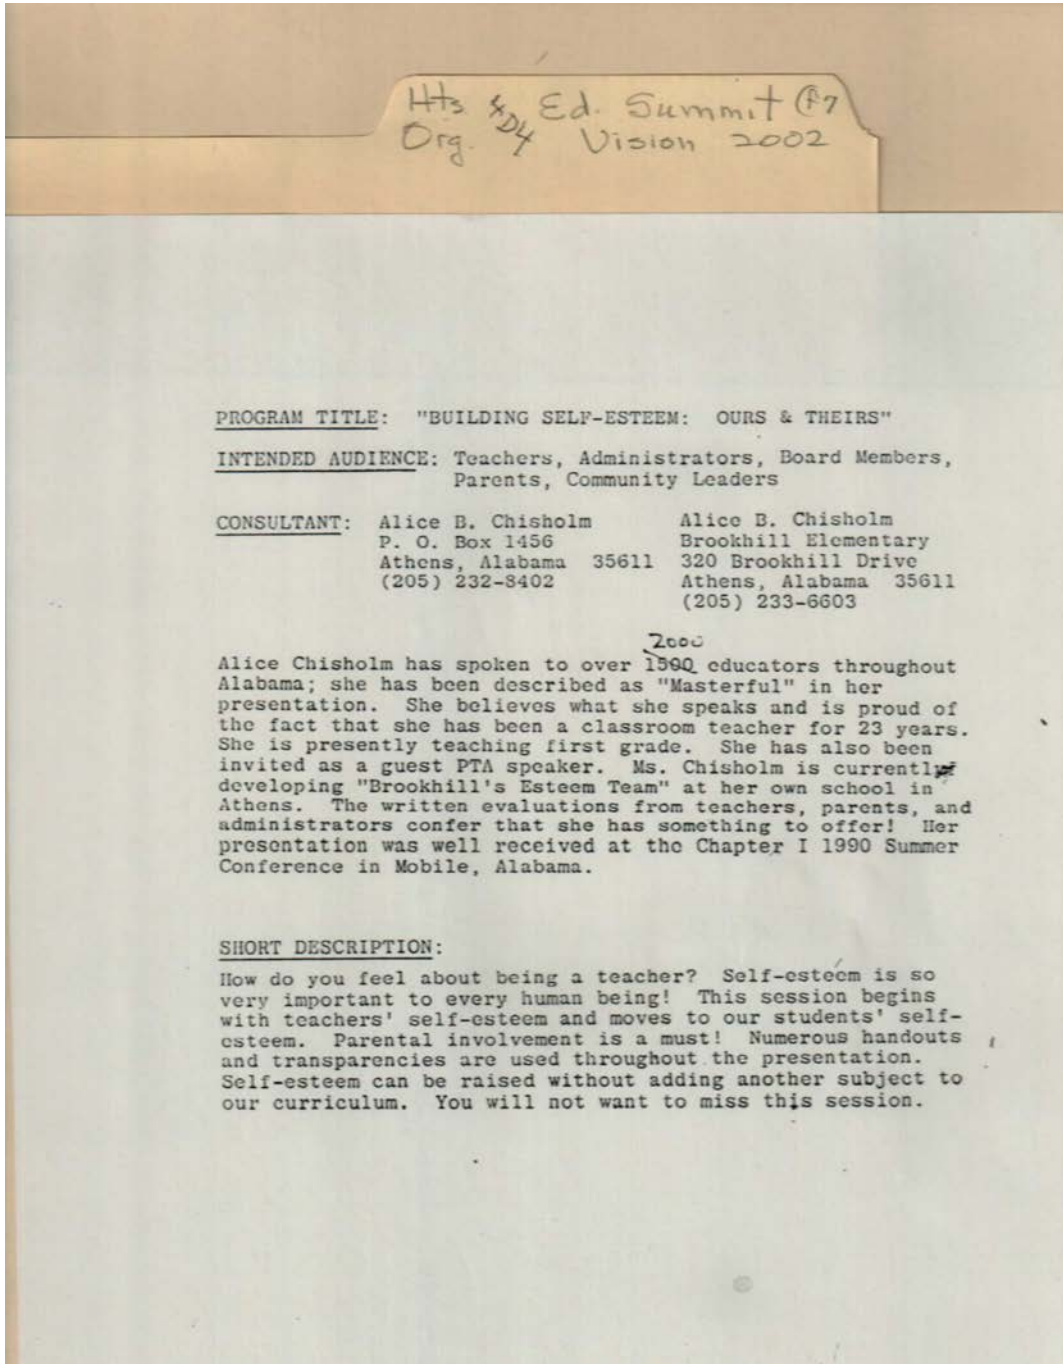 Hts & Ed. Summit
Org. D4 Vision 2002
PROGRAM TITLE: "BUILDING SELF-ESTEEM: OURS & THEIRS"
INTENDED AUDIENCE: Teachers, Administrators, Board Members,
Parents, Community Leaders
CONSULTANT: Alice B. Chisholm
P. O. Box 1456
Athens, Alabama 35611
(205) 232-8402
Alice B. Chisholm
Brookhill Elementary
320 Brookhill Drive
Athens, Alabama 35611
(205) 233-6603
2000
Alice Chisholm has spoken to over 1500 educators throughout
Alabama; she has been described as "Masterful" in her
presentation. She believes what she speaks and is proud of
the fact that she has been a classroom teacher for 23 years.
She is presently teaching first grade. She has also been
invited as a guest PTA speaker. Ms. Chisholm is currently
developing "Brookhill's Esteem Team" at her own school in
Athens. The written evaluations from teachers, parents, and
administrators confer that she has something to offer! Her
presentation was well received at the Chapter I 1990 Summer
Conference in Mobile, Alabama.
SHORT DESCRIPTION:
How do you feel about being a teacher? Self-esteem is so
very important to every human being! This session begins
with teachers' self-esteem and moves to our students' self-
esteem. Parental involvement is a must! Numerous handouts
and transparencies are used throughout the presentation.
Self-esteem can be raised without adding another subject to
our curriculum. You will not want to miss this session.